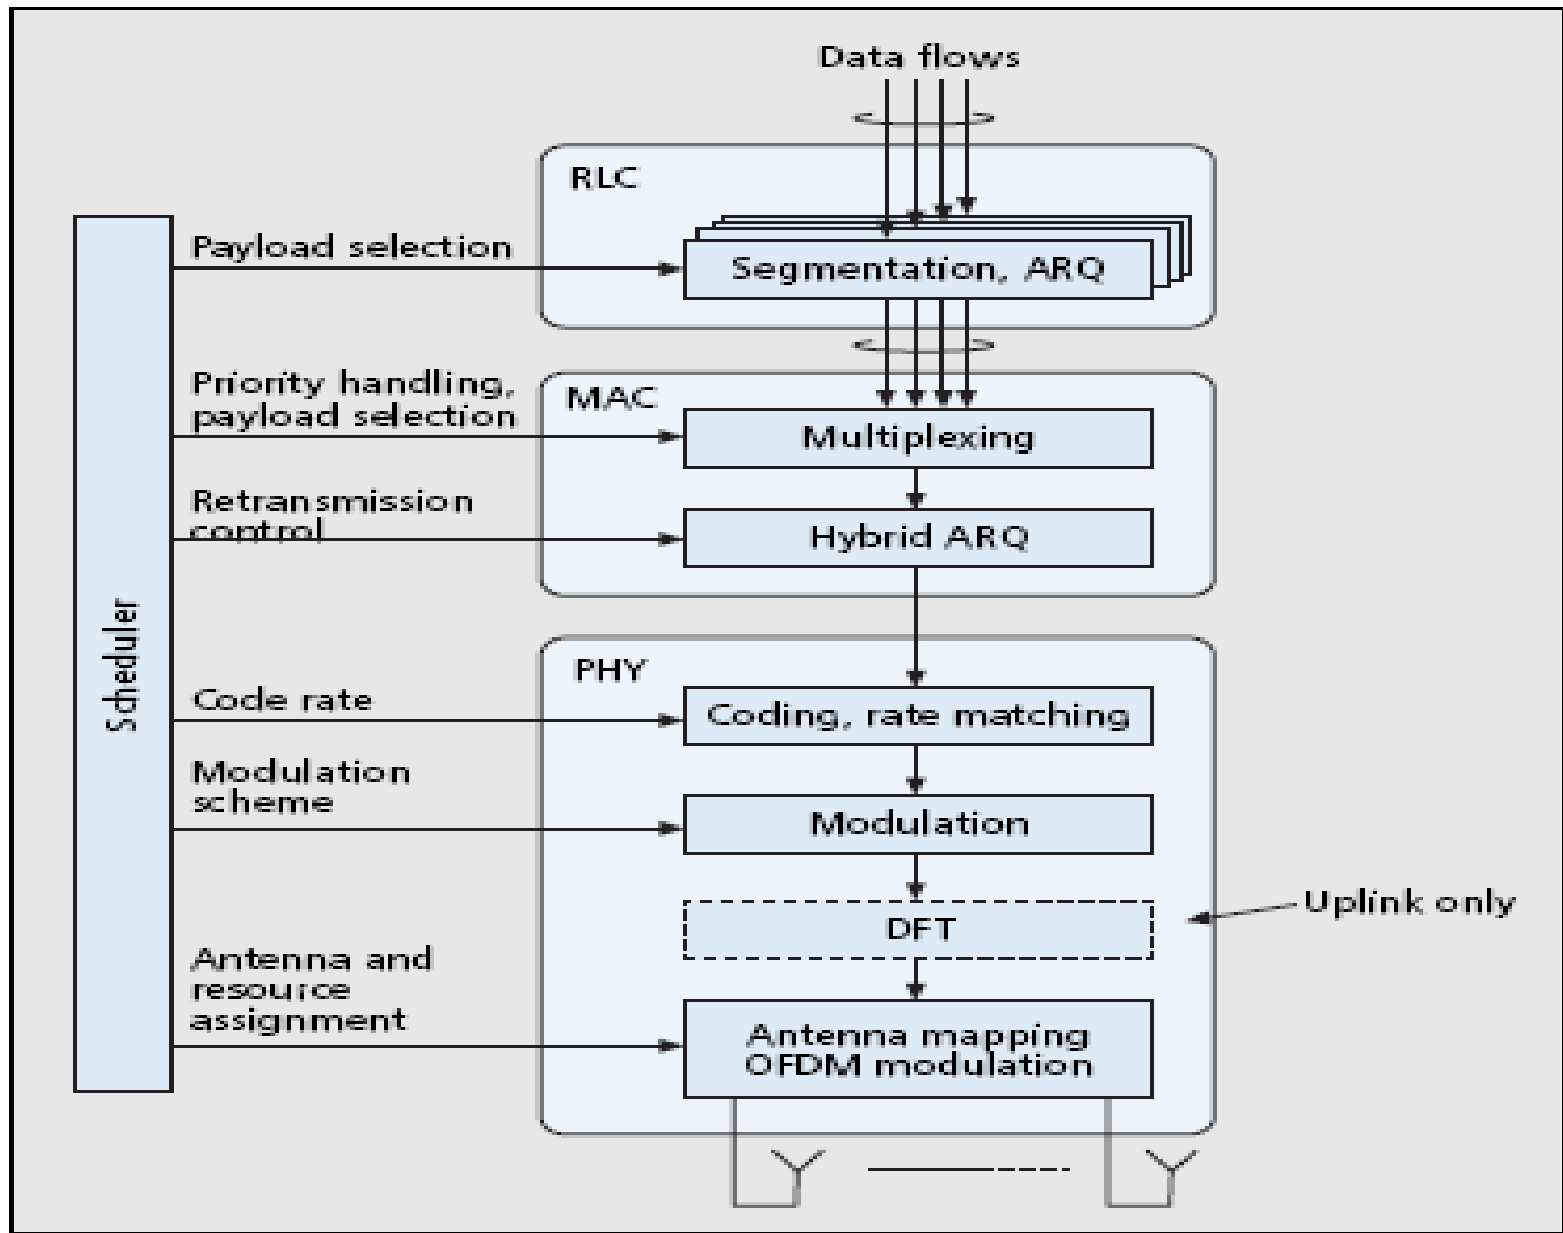 Data flows
RLC
Payload selection
Segmentation, ARQ
Priority handling,
payload selection
MAC
Multiplexing
Retransmission
control
Hybrid ARQ
Scheduler
PHY
Code rate
Coding, rate matching
Modulation
scheme
Modulation
DFT
Uplink only
Antenna and
resource
assignment
Antenna mapping
OFDM modulation